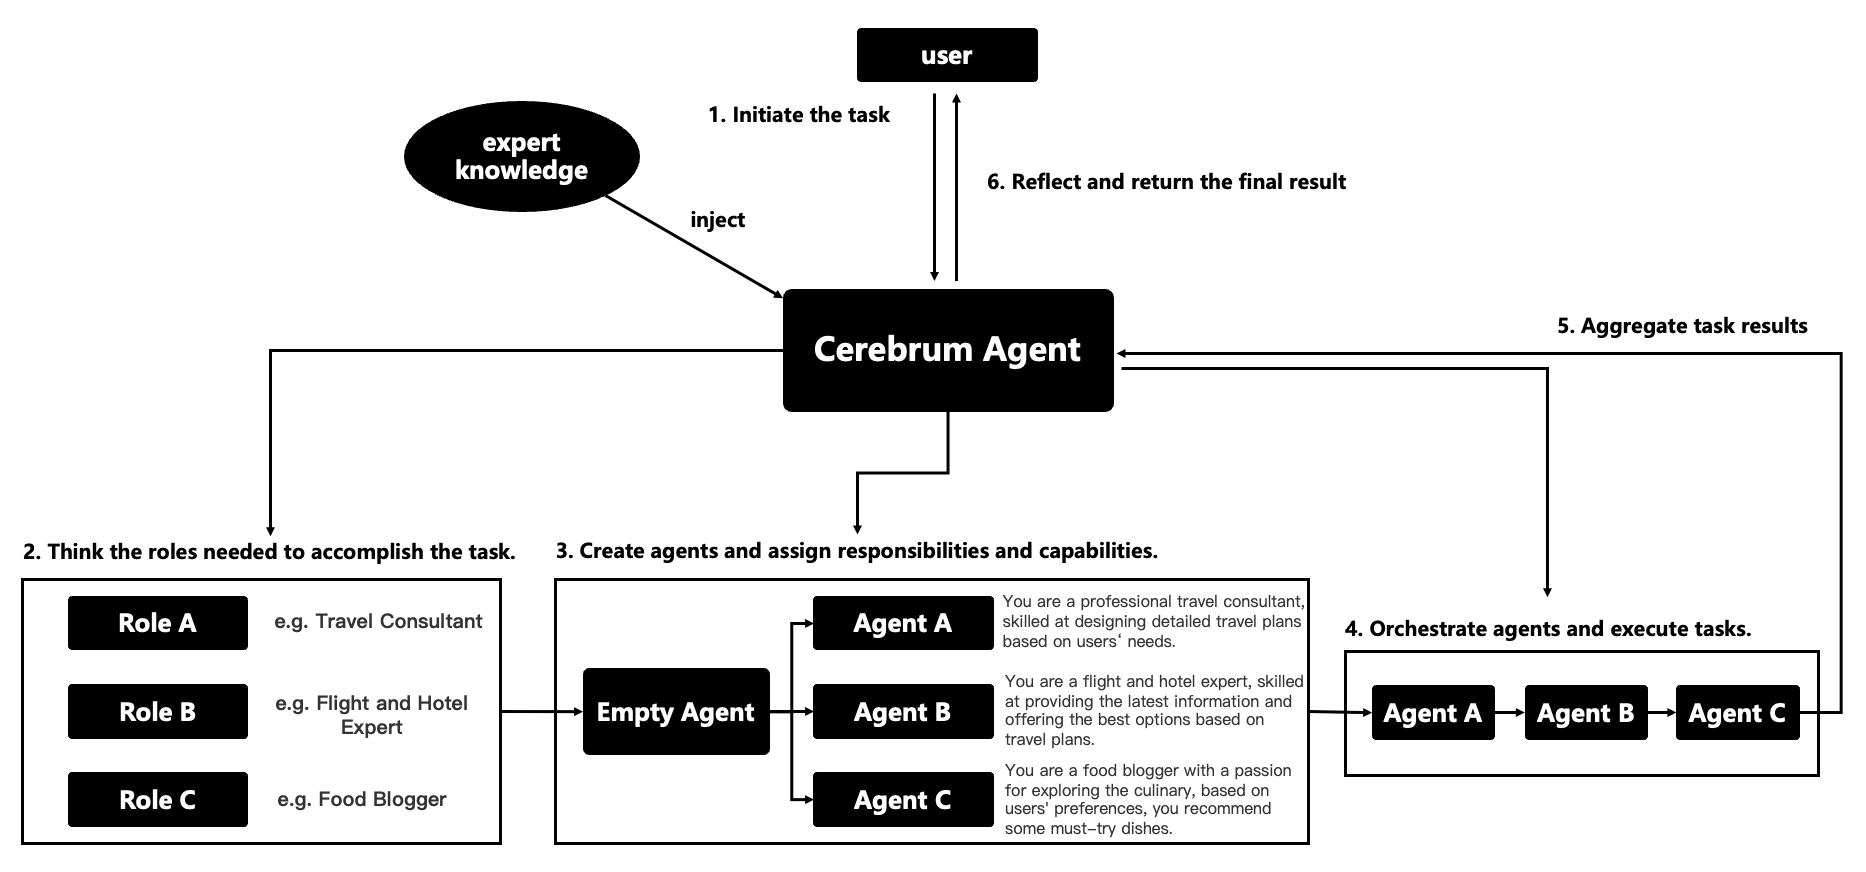 user
1. Initiate the task
expert
knowledge
6. Reflect and return the final result
inject
Cerebrum Agent
5. Aggregate task results
2. Think the roles needed to accomplish the task.
Role A
e.g. Travel Consultant
Role B
e.g. Flight and Hotel
Expert
Role C
e.g. Food Blogger
3. Create agents and assign responsibilities and capabilities.
Empty Agent
Agent A
You are a professional travel consultant,
skilled at designing detailed travel plans
based on users‘ needs.
Agent B
You are a flight and hotel expert, skilled
at providing the latest information and
offering the best options based on
travel plans.
Agent C
You are a food blogger with a passion
for exploring the culinary, based on
users' preferences, you recommend
some must-try dishes.
4. Orchestrate agents and execute tasks.
Agent A
Agent B
Agent C